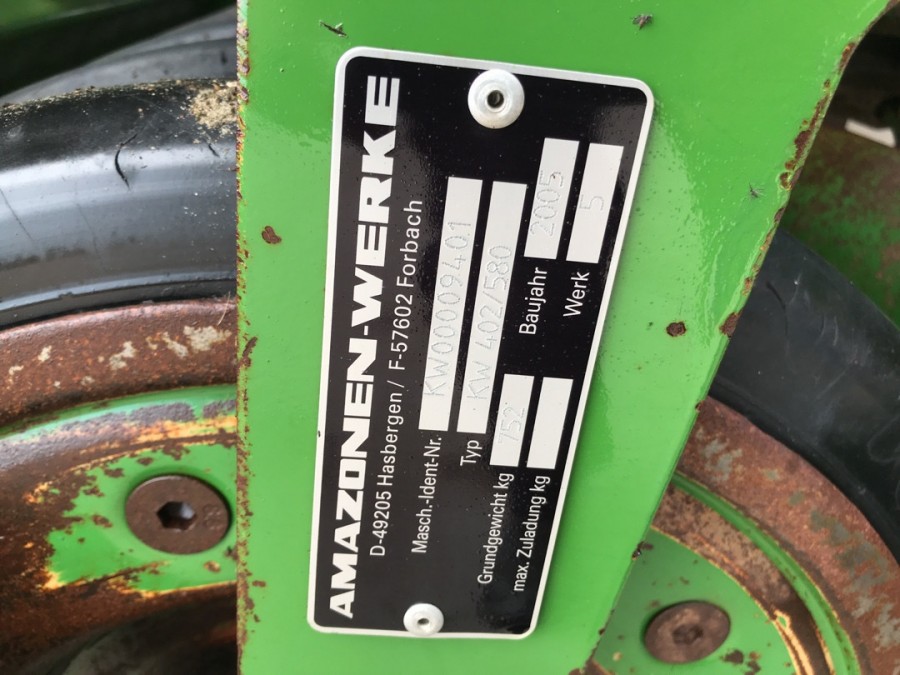 AMAZONEN-WERKE
D-49205 Hasbergen / F-57602 Forbach
Masch.-Ident-Nr. KW00009401
Typ KW 402/580
Grundgewicht kg 752 Baujahr 2005
max. Zuladung kg Werk 5